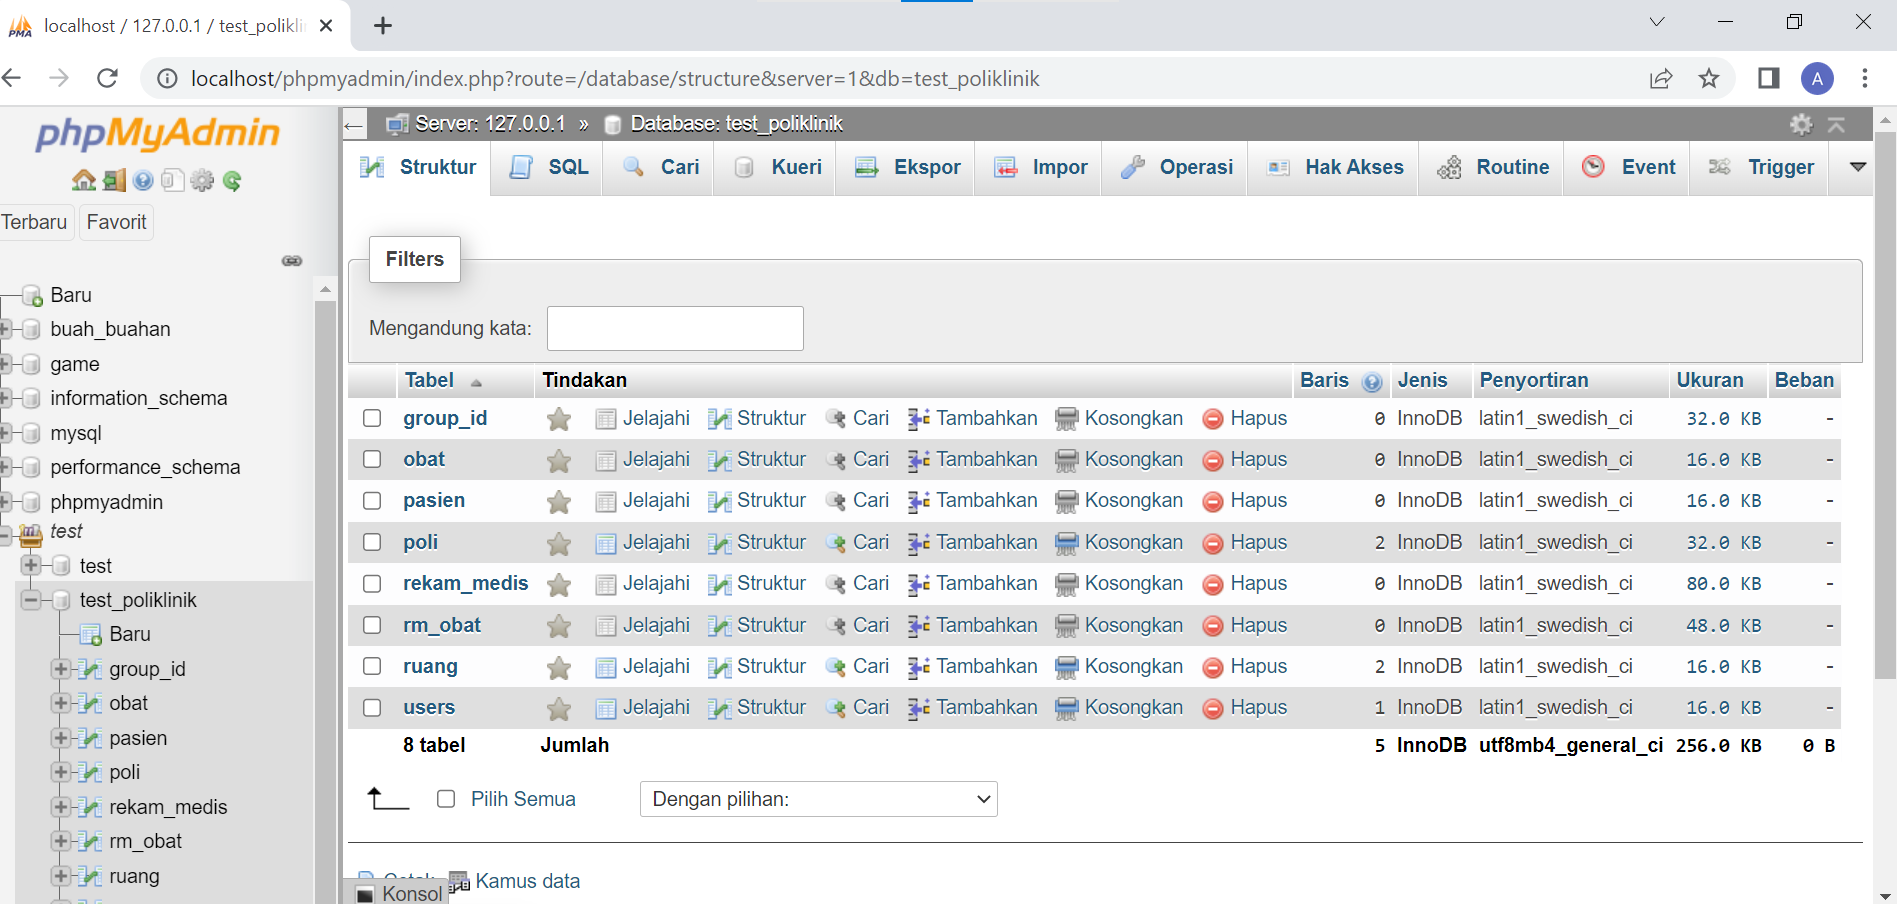 localhost / 127.0.0.1 / test_polikli
localhost/phpmyadmin/index.php?route=/database/structure&server=1&db=test_poliklinik
A
phpMyAdmin
Terbaru Favorit
Baru
buah_buahan
game
information_schema
mysql
performance_schema
phpmyadmin
test
test
test_poliklinik
Baru
group_id
obat
pasien
poli
rekam_medis
rm_obat
ruang
Server: 127.0.0.1 » Database: test_poliklinik
Struktur SQL Cari Kueri Ekspor Impor Operasi Hak Akses Routine Event Trigger
Filters
Mengandung kata:
Tabel Tindakan Baris Jenis Penyortiran Ukuran Beban
group_id Jelajahi Struktur Cari Tambahkan Kosongkan Hapus 0 InnoDB latin1_swedish_ci 32.0 KB -
obat Jelajahi Struktur Cari Tambahkan Kosongkan Hapus 0 InnoDB latin1_swedish_ci 16.0 KB -
pasien Jelajahi Struktur Cari Tambahkan Kosongkan Hapus 0 InnoDB latin1_swedish_ci 16.0 KB -
poli Jelajahi Struktur Cari Tambahkan Kosongkan Hapus 2 InnoDB latin1_swedish_ci 32.0 KB -
rekam_medis Jelajahi Struktur Cari Tambahkan Kosongkan Hapus 0 InnoDB latin1_swedish_ci 80.0 KB -
rm_obat Jelajahi Struktur Cari Tambahkan Kosongkan Hapus 0 InnoDB latin1_swedish_ci 48.0 KB -
ruang Jelajahi Struktur Cari Tambahkan Kosongkan Hapus 2 InnoDB latin1_swedish_ci 16.0 KB -
users Jelajahi Struktur Cari Tambahkan Kosongkan Hapus 1 InnoDB latin1_swedish_ci 16.0 KB -
8 tabel Jumlah 5 InnoDB utf8mb4_general_ci 256.0 KB 0 B
Pilih Semua Dengan pilihan:
Kamus data
Konsol